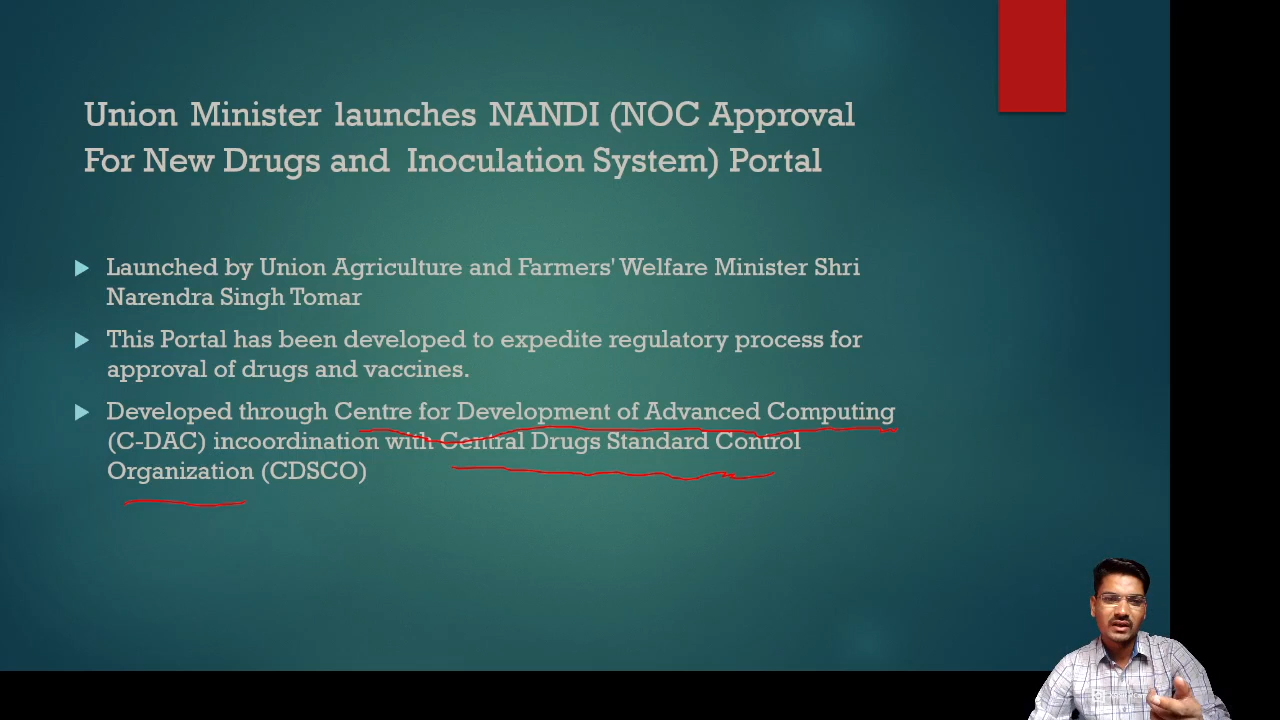 Union Minister launches NANDI (NOC Approval
For New Drugs and Inoculation System) Portal
Launched by Union Agriculture and Farmers' Welfare Minister Shri
Narendra Singh Tomar
This Portal has been developed to expedite regulatory process for
approval of drugs and vaccines.
Developed through Centre for Development of Advanced Computing
(C-DAC) incoordination with Central Drugs Standard Control
Organization (CDSCO)